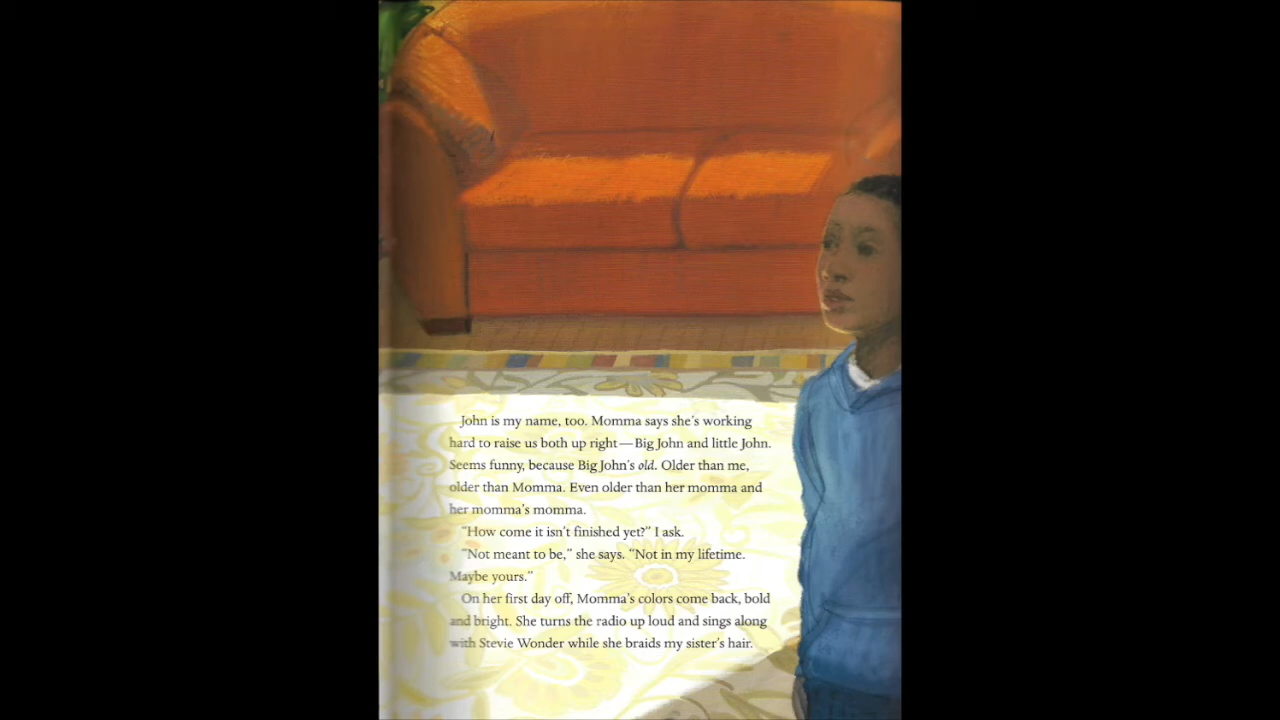 John is my name, too. Momma says she's working
hard to raise us both up right—Big John and little John.
Seems funny, because Big John's old. Older than me,
older than Momma. Even older than her momma and
her momma's momma.
"How come it isn't finished yet?" I ask.
"Not meant to be," she says. "Not in my lifetime.
Maybe yours."
On her first day off, Momma's colors come back, bold
and bright. She turns the radio up loud and sings along
with Stevie Wonder while she braids my sister's hair.